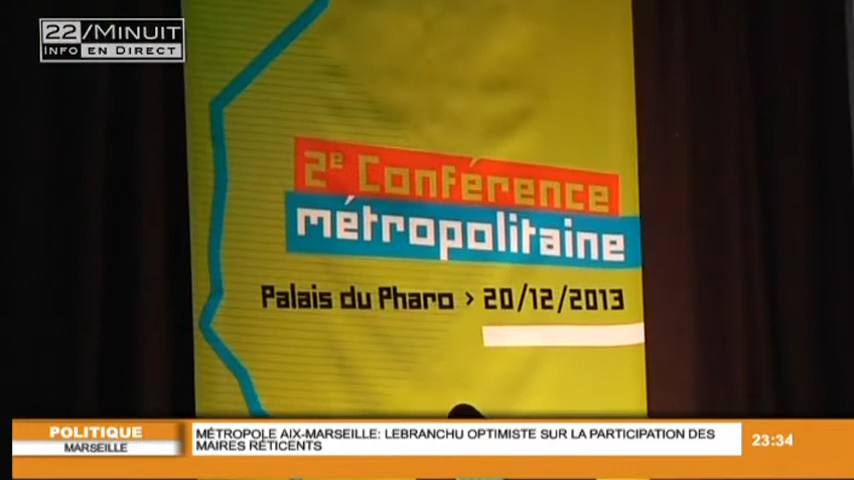 22/MINUIT
INFO EN DIRECT
2e Conférence
métropolitaine
Palais du Pharo > 20/12/2013
POLITIQUE
MARSEILLE
MÉTROPOLE AIX-MARSEILLE: LEBRANCHU OPTIMISTE SUR LA PARTICIPATION DES
MAIRES RÉTICENTS
23:34